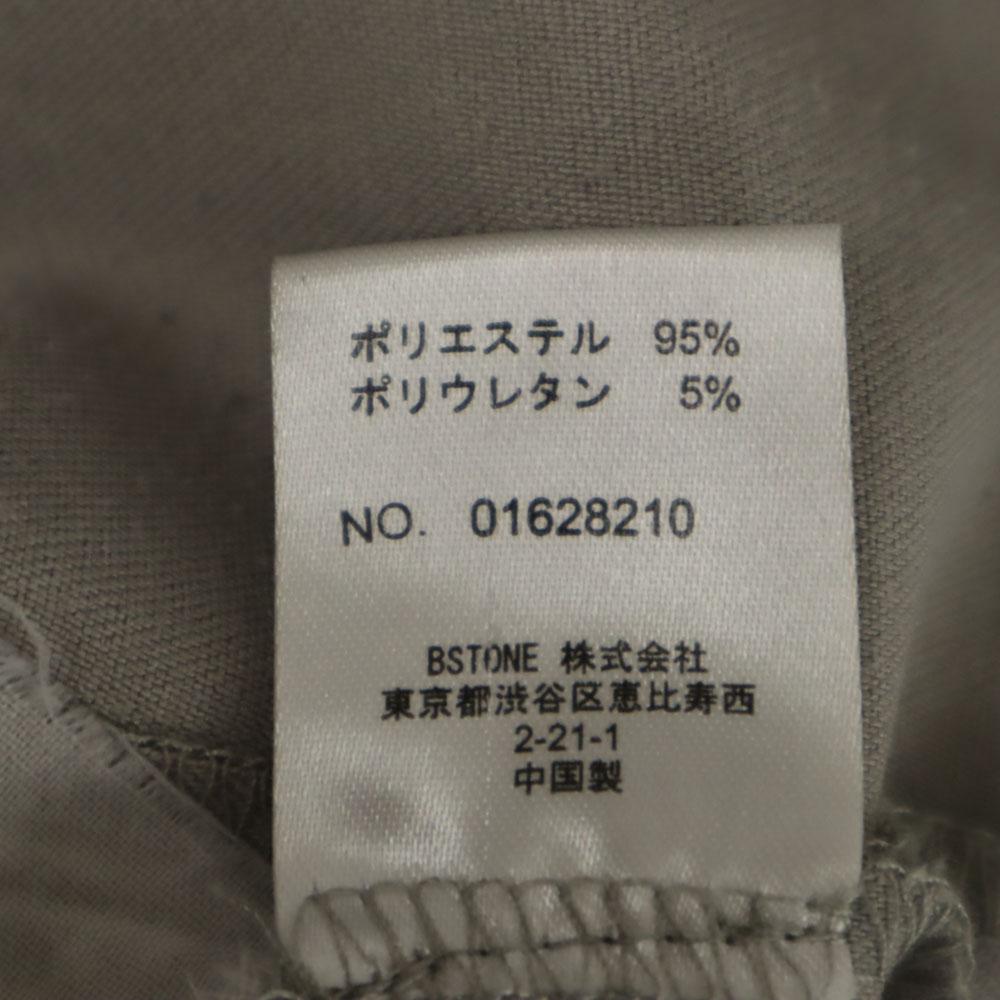 ポリエステル 95%
ポリウレタン 5%
NO. 01628210
BSTONE 株式会社
東京都渋谷区恵比寿西
2-21-1
中国製